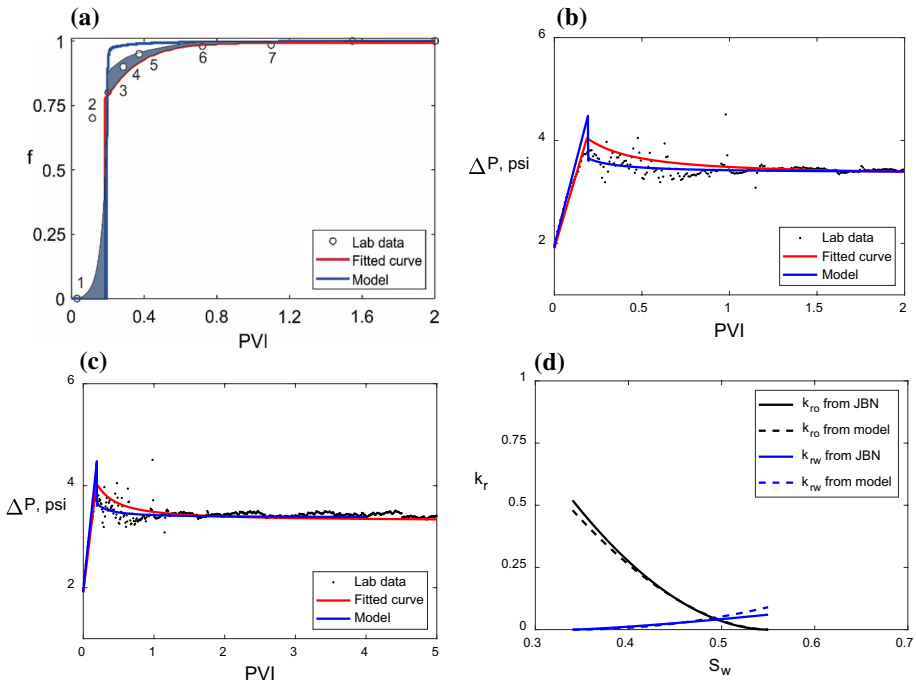 (a)
1
0.75
0.5
0.25
0
f
1
2
3
4
5
6
7
Lab data
Fitted curve
Model
0
0.4
0.8
1.2
1.6
2
PVI
(b)
6
4
2
ΔP, psi
Lab data
Fitted curve
Model
0
0.5
1
1.5
2
PVI
(c)
6
4
2
ΔP, psi
Lab data
Fitted curve
Model
0
1
2
3
4
5
PVI
(d)
1
0.75
0.5
0.25
0
k_r
k_ro from JBN
k_ro from model
k_rw from JBN
k_rw from model
0.3
0.4
0.5
0.6
0.7
S_w